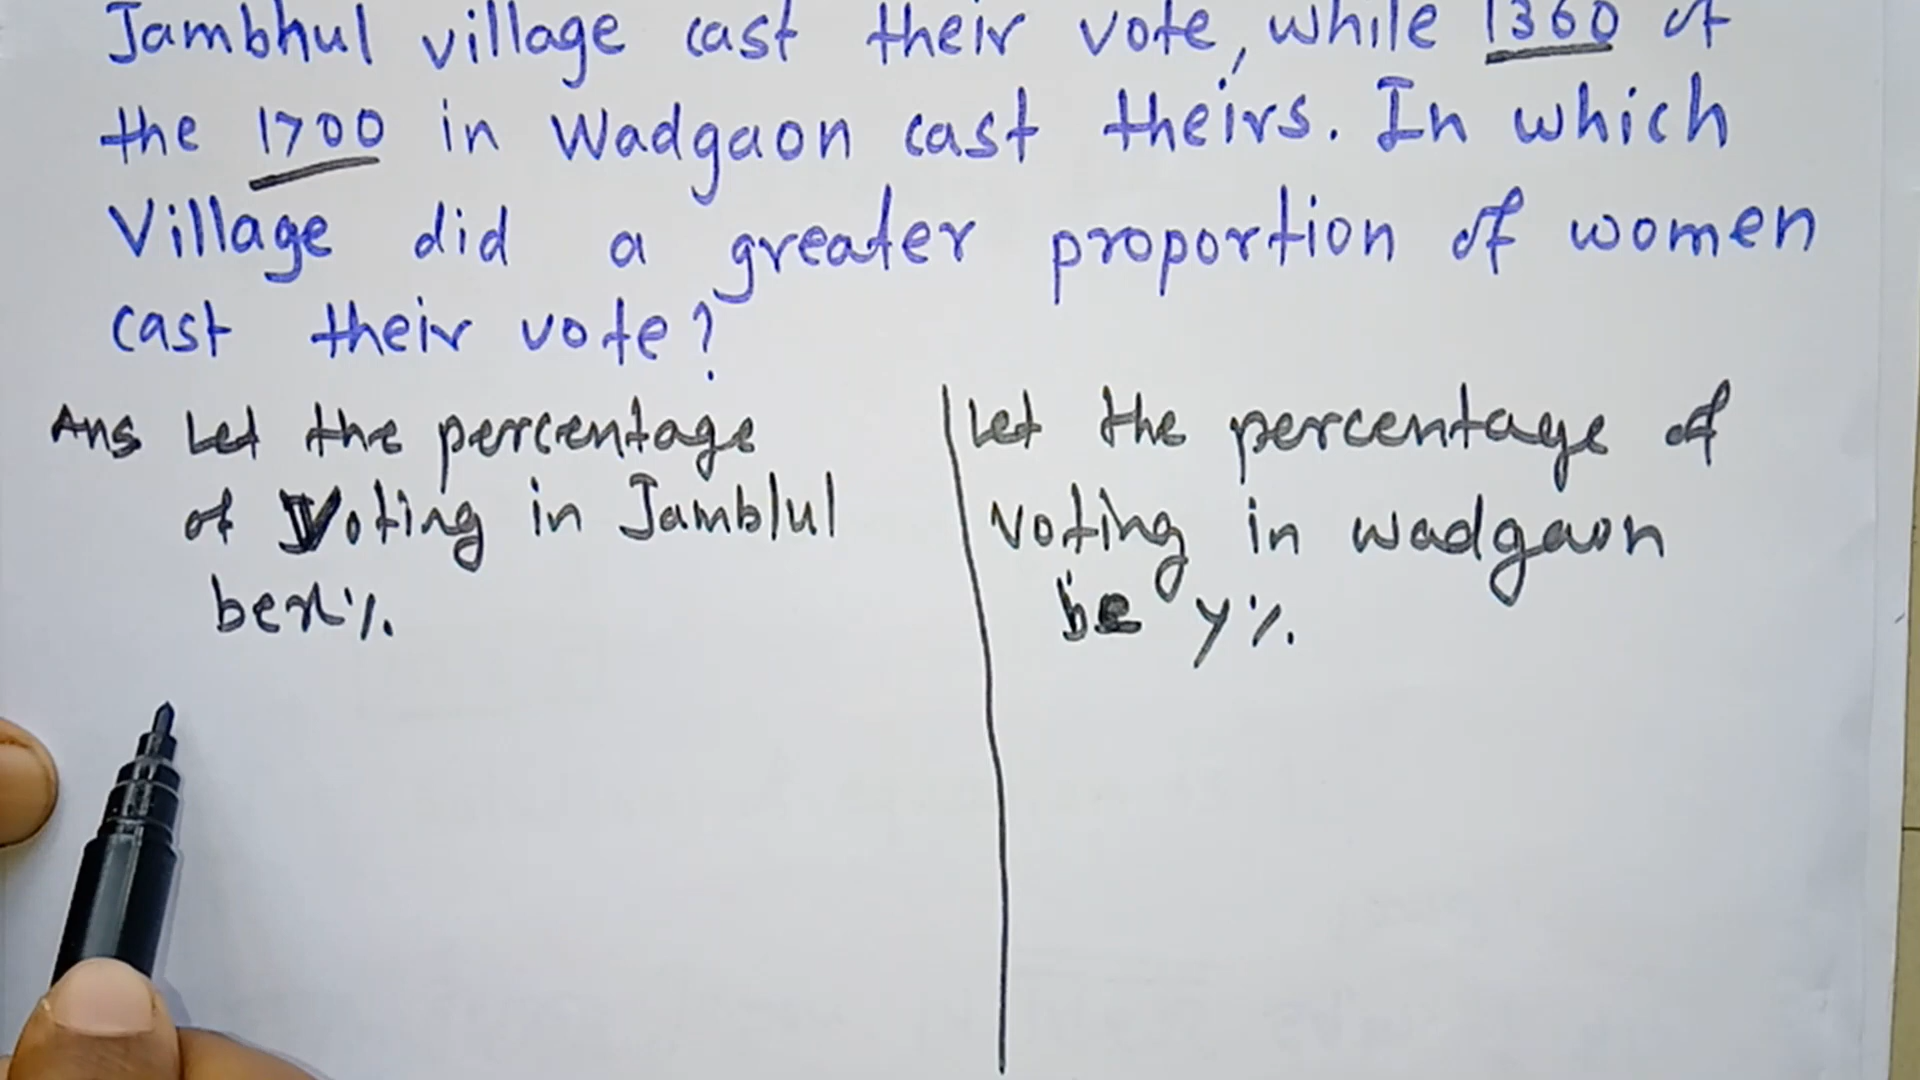 Jambhul village cast their vote, while 1360 of
the 1700 in Wadgaon cast theirs. In which
Village did a greater proportion of women
cast their vote?
Ans Let the percentage
of Voting in Jamblul
be x%.
Let the percentage of
voting in wadgaon
be y%.